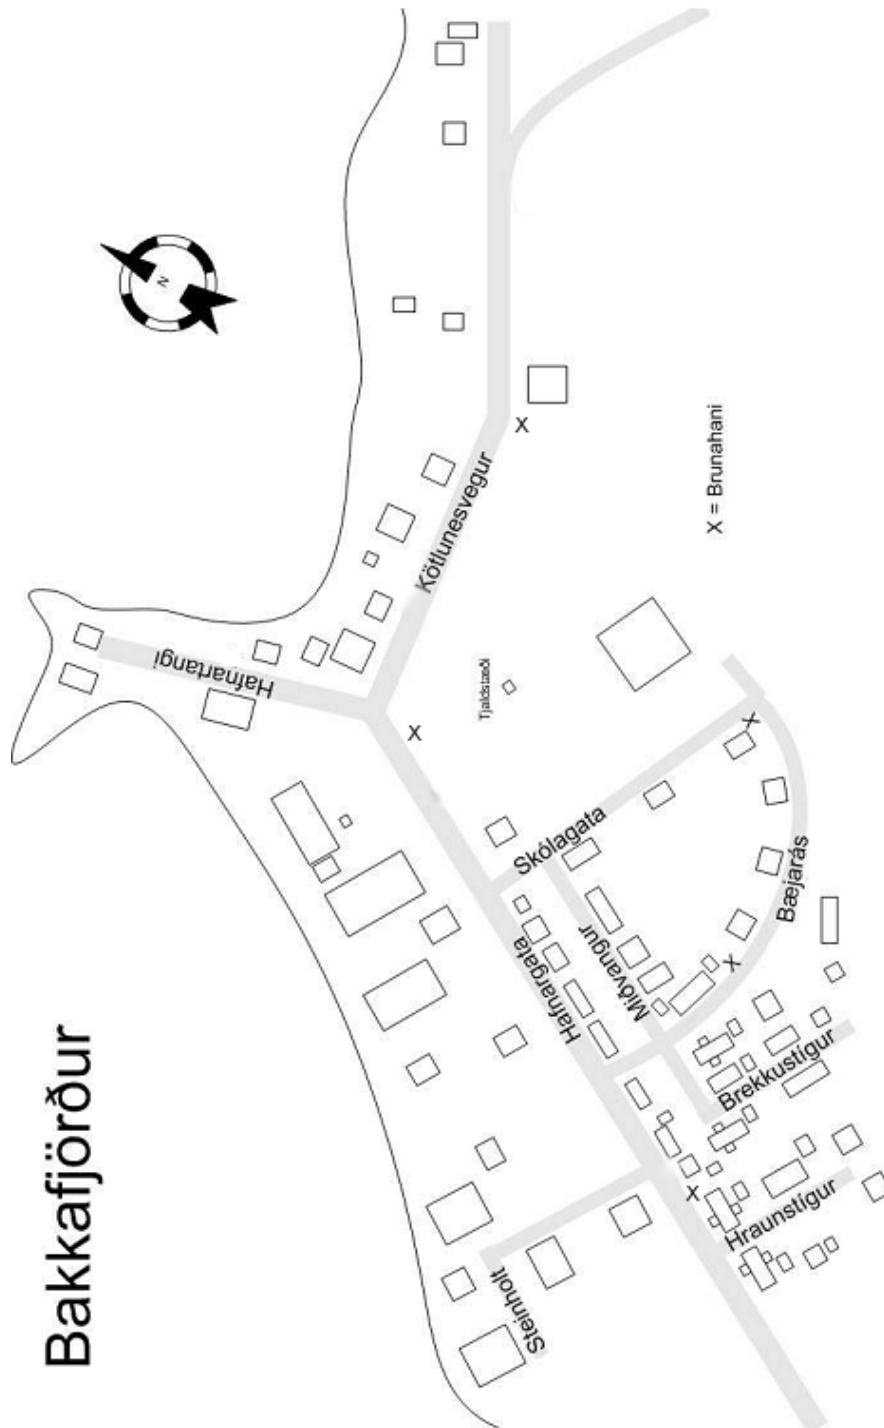 Bakkafjörður
N
Hafnartangi
Kötlunesvegur
X
X = Brunahani
Tjaldstæði
X
Skólagata
X
Bæjarás
Hafnargata
Miðvangur
X
Brekkustígur
X
Hraunstígur
Steinholt